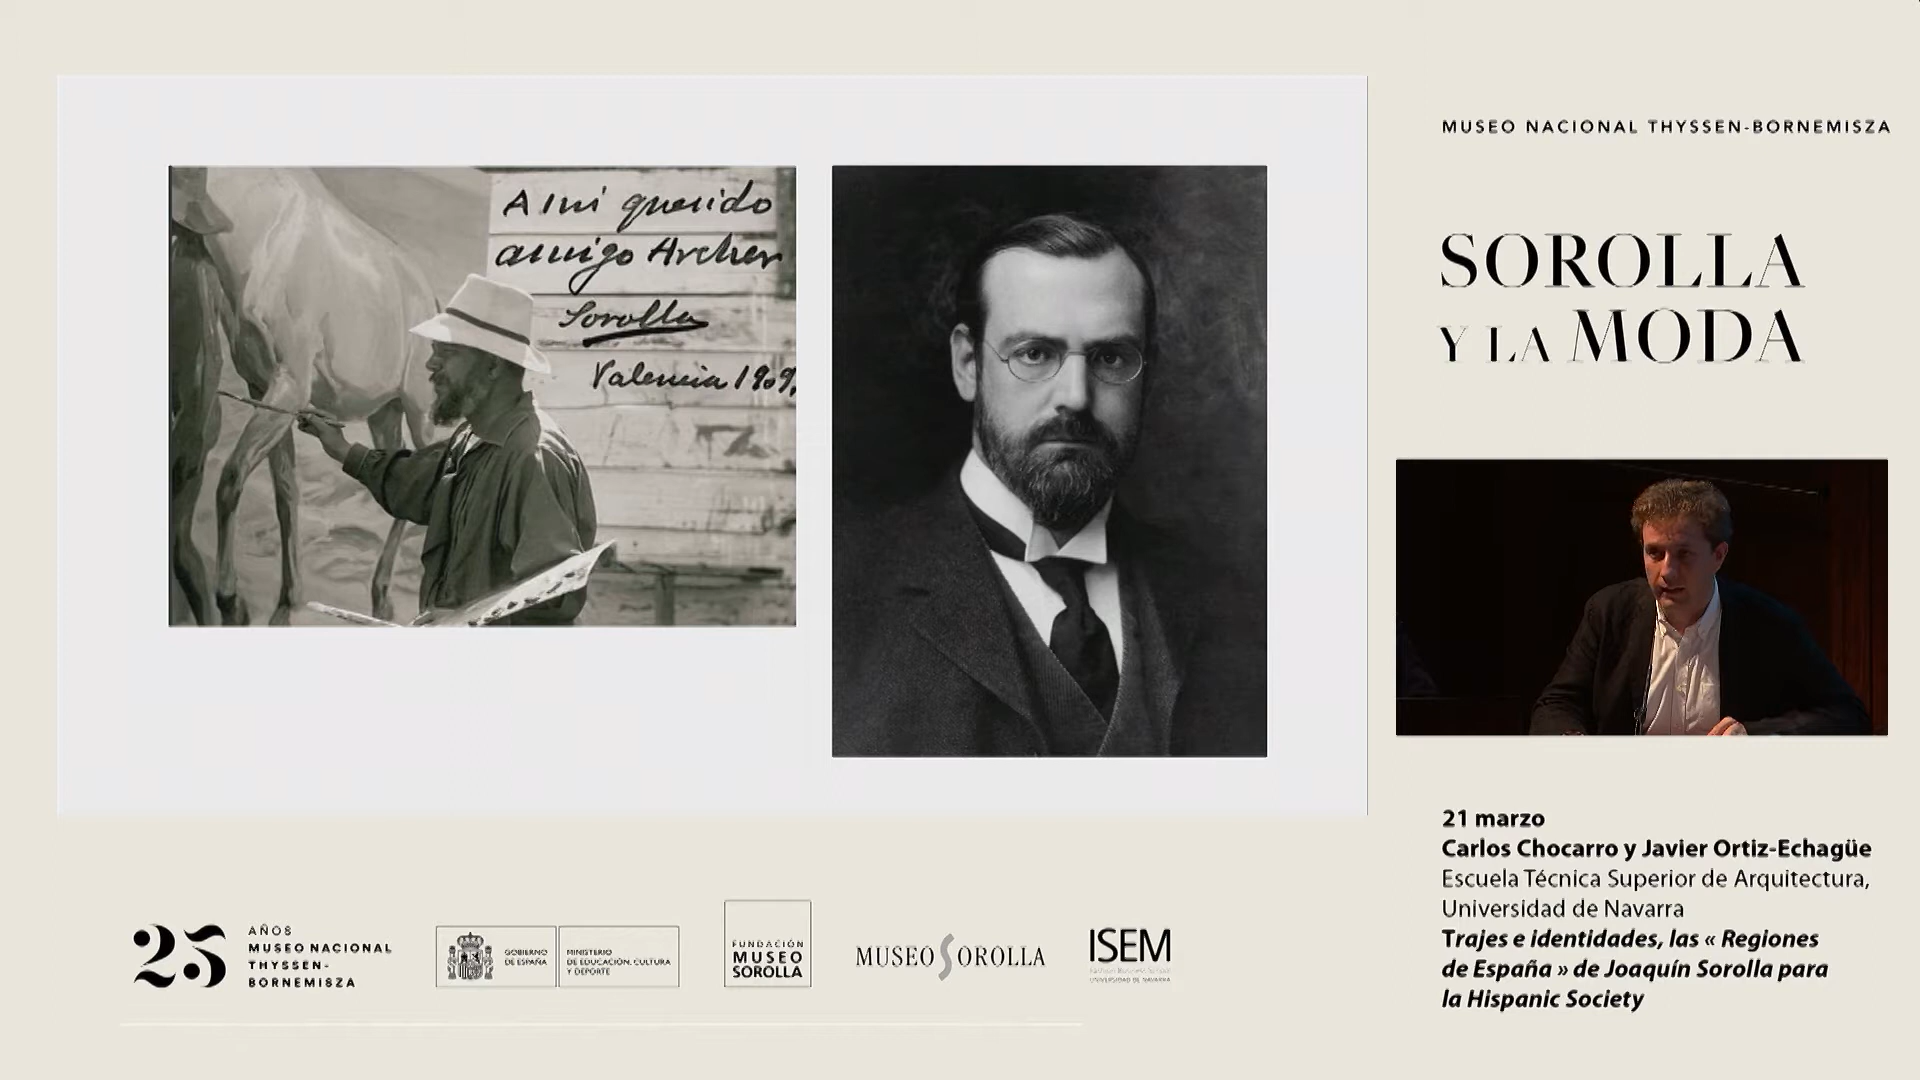 A mi querido
amigo Archer
Sorolla
Valencia 1909,
MUSEO NACIONAL THYSSEN-BORNEMISZA
SOROLLA
Y LA MODA
21 marzo
Carlos Chocarro y Javier Ortiz-Echagüe
Escuela Técnica Superior de Arquitectura,
Universidad de Navarra
Trajes e identidades, las « Regiones
de España » de Joaquín Sorolla para
la Hispanic Society
25
AÑOS
MUSEO NACIONAL
THYSSEN-
BORNEMISZA
GOBIERNO
DE ESPAÑA
MINISTERIO
DE EDUCACIÓN, CULTURA
Y DEPORTE
FUNDACIÓN
MUSEO
SOROLLA
MUSEO SOROLLA
ISEM
UNIVERSIDAD DE NAVARRA